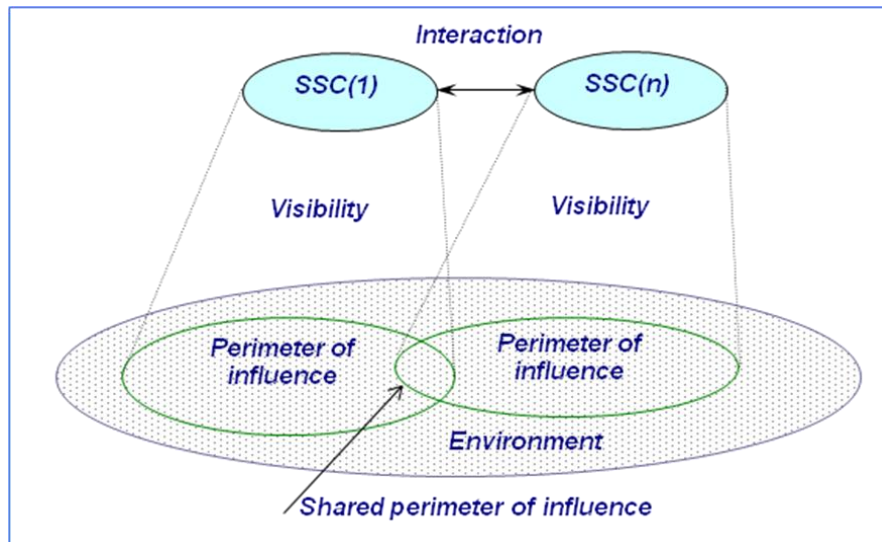 Interaction
SSC(1)
SSC(n)
Visibility
Visibility
Perimeter of
influence
Perimeter of
influence
Environment
Shared perimeter of influence